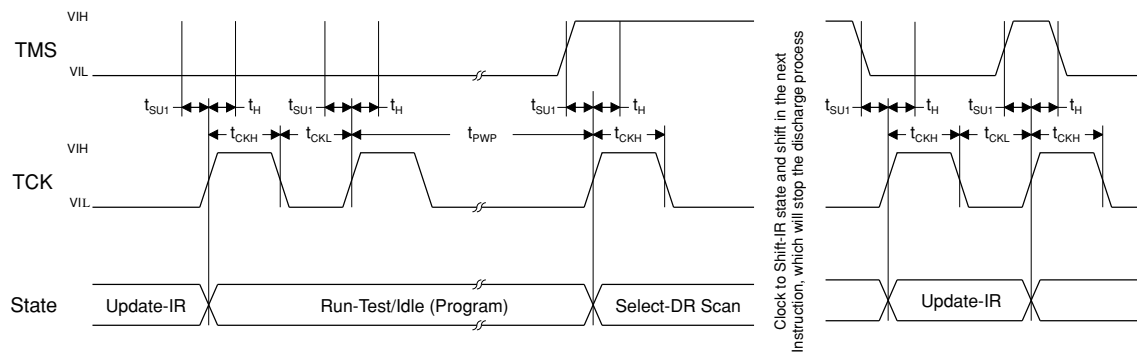 VIH
TMS
VIL
tSU1 tH tSU1 tH tSU1 tH tSU1 tH tSU1 tH
tCKH tCKL tPWP tCKH tCKH tCKL tCKH
VIH
TCK
VIL
State
Update-IR
Run-Test/Idle (Program)
Select-DR Scan
Clock to Shift-IR state and shift in the next
Instruction, which will stop the discharge process
Update-IR